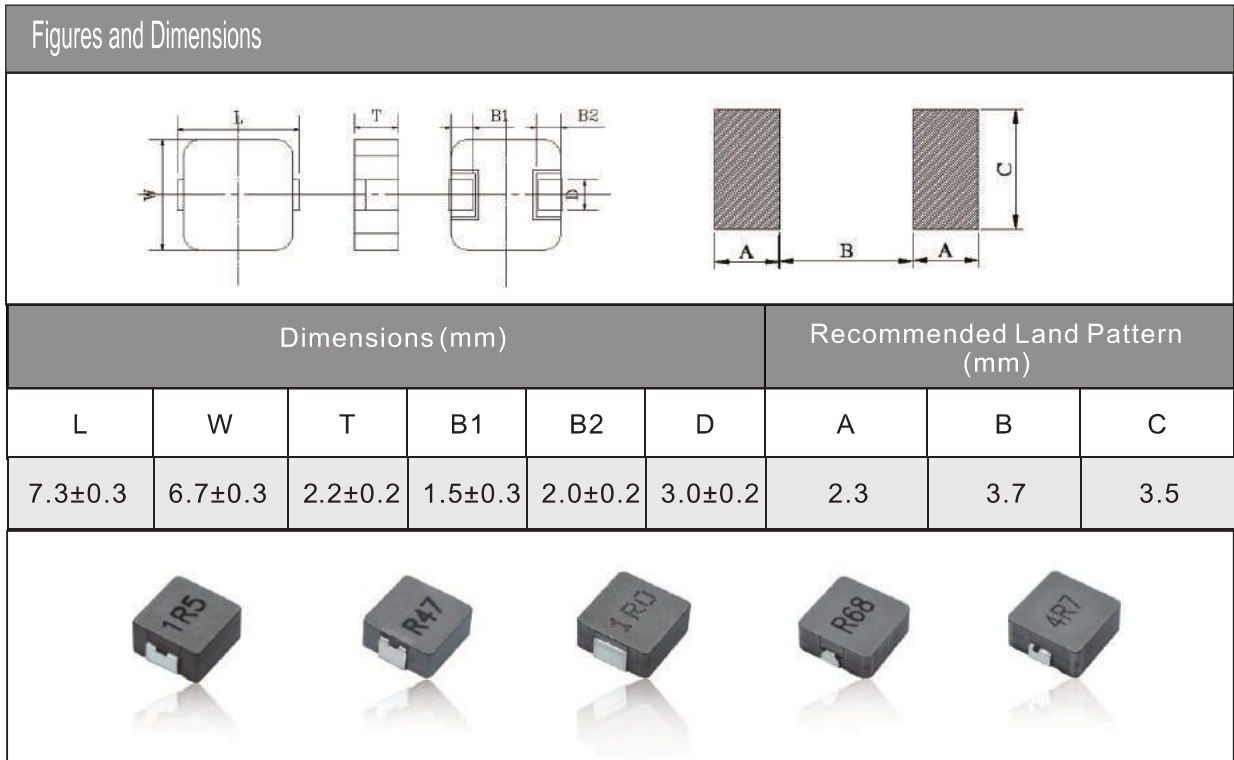 Figures and Dimensions
L
T
B1
B2
W
D
C
A
B
A
Dimensions (mm)
Recommended Land Pattern
(mm)
L W T B1 B2 D A B C
7.3±0.3 6.7±0.3 2.2±0.2 1.5±0.3 2.0±0.2 3.0±0.2 2.3 3.7 3.5
1R5
R47
1R0
R68
4R7